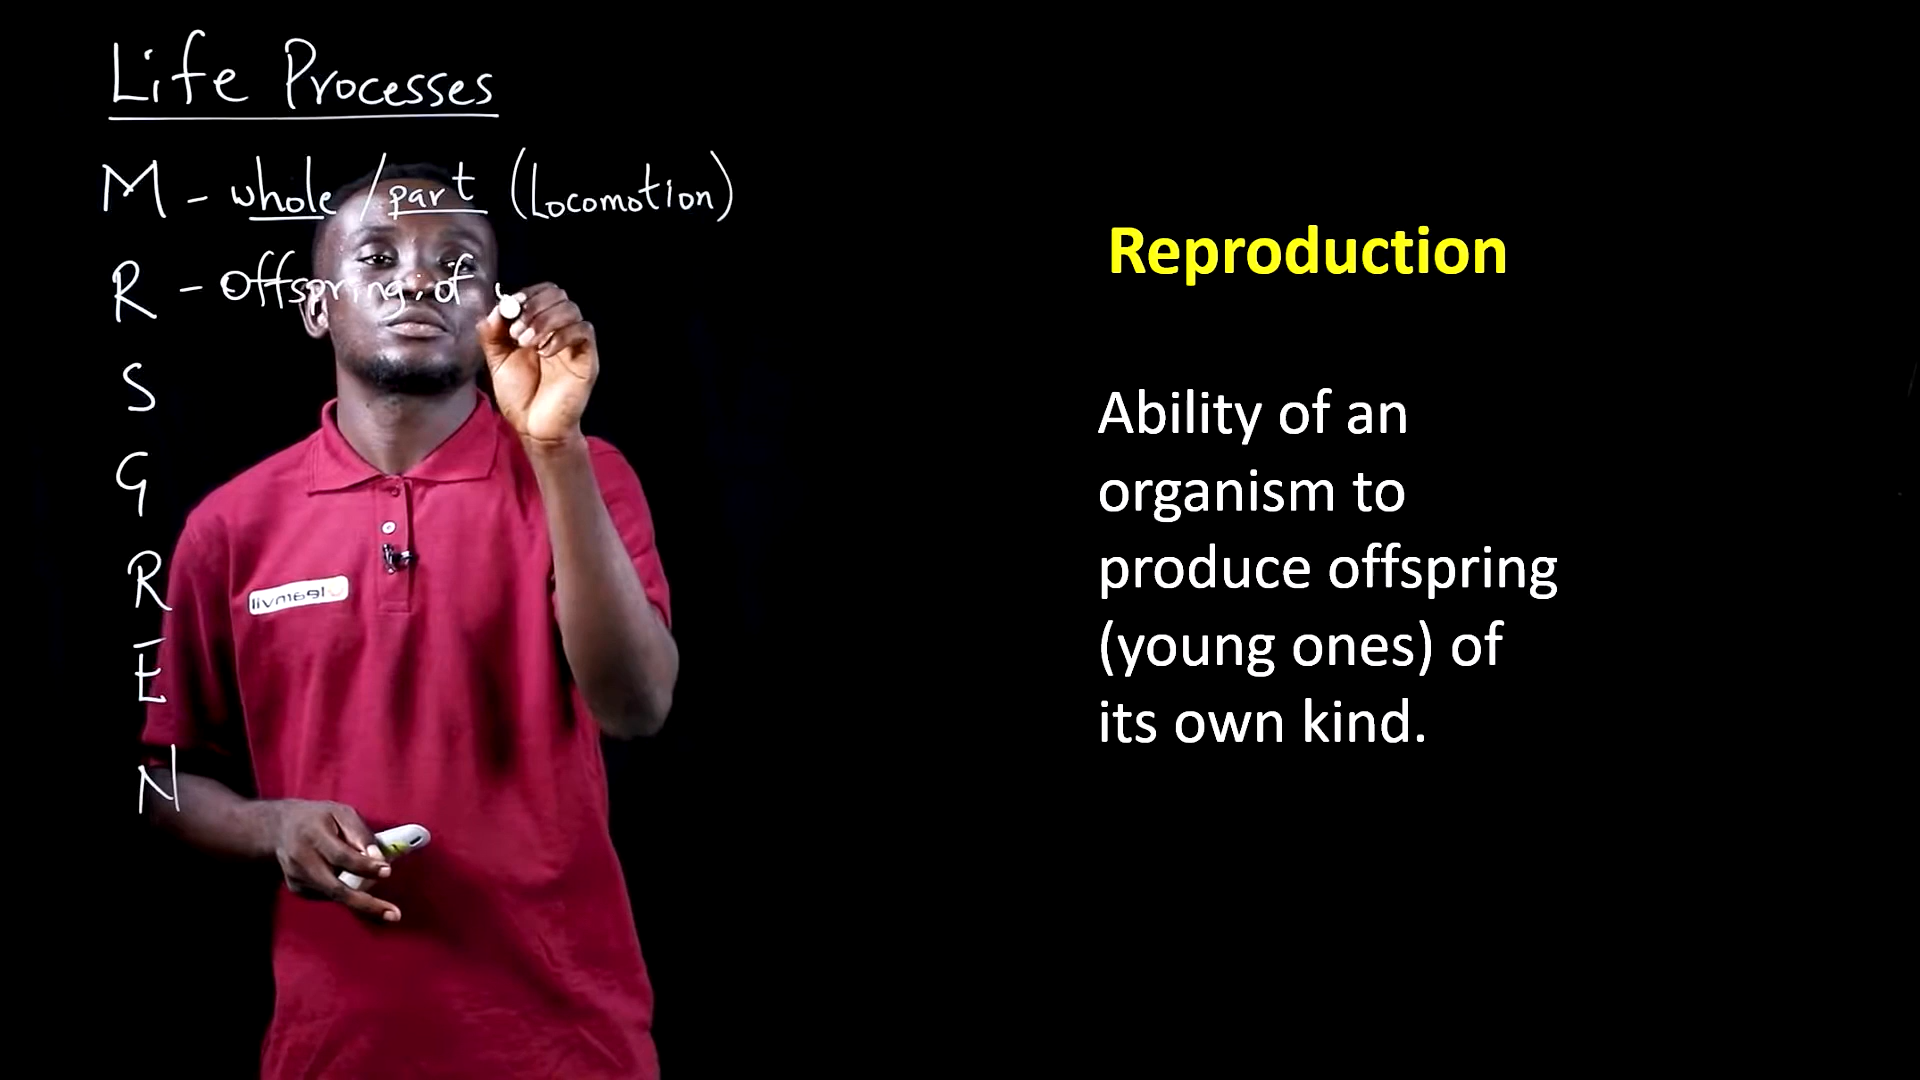 Life Processes
M - whole/part (Locomotion)
R - Offspring, of
S
G
R
E
N
Reproduction
Ability of an
organism to
produce offspring
(young ones) of
its own kind.